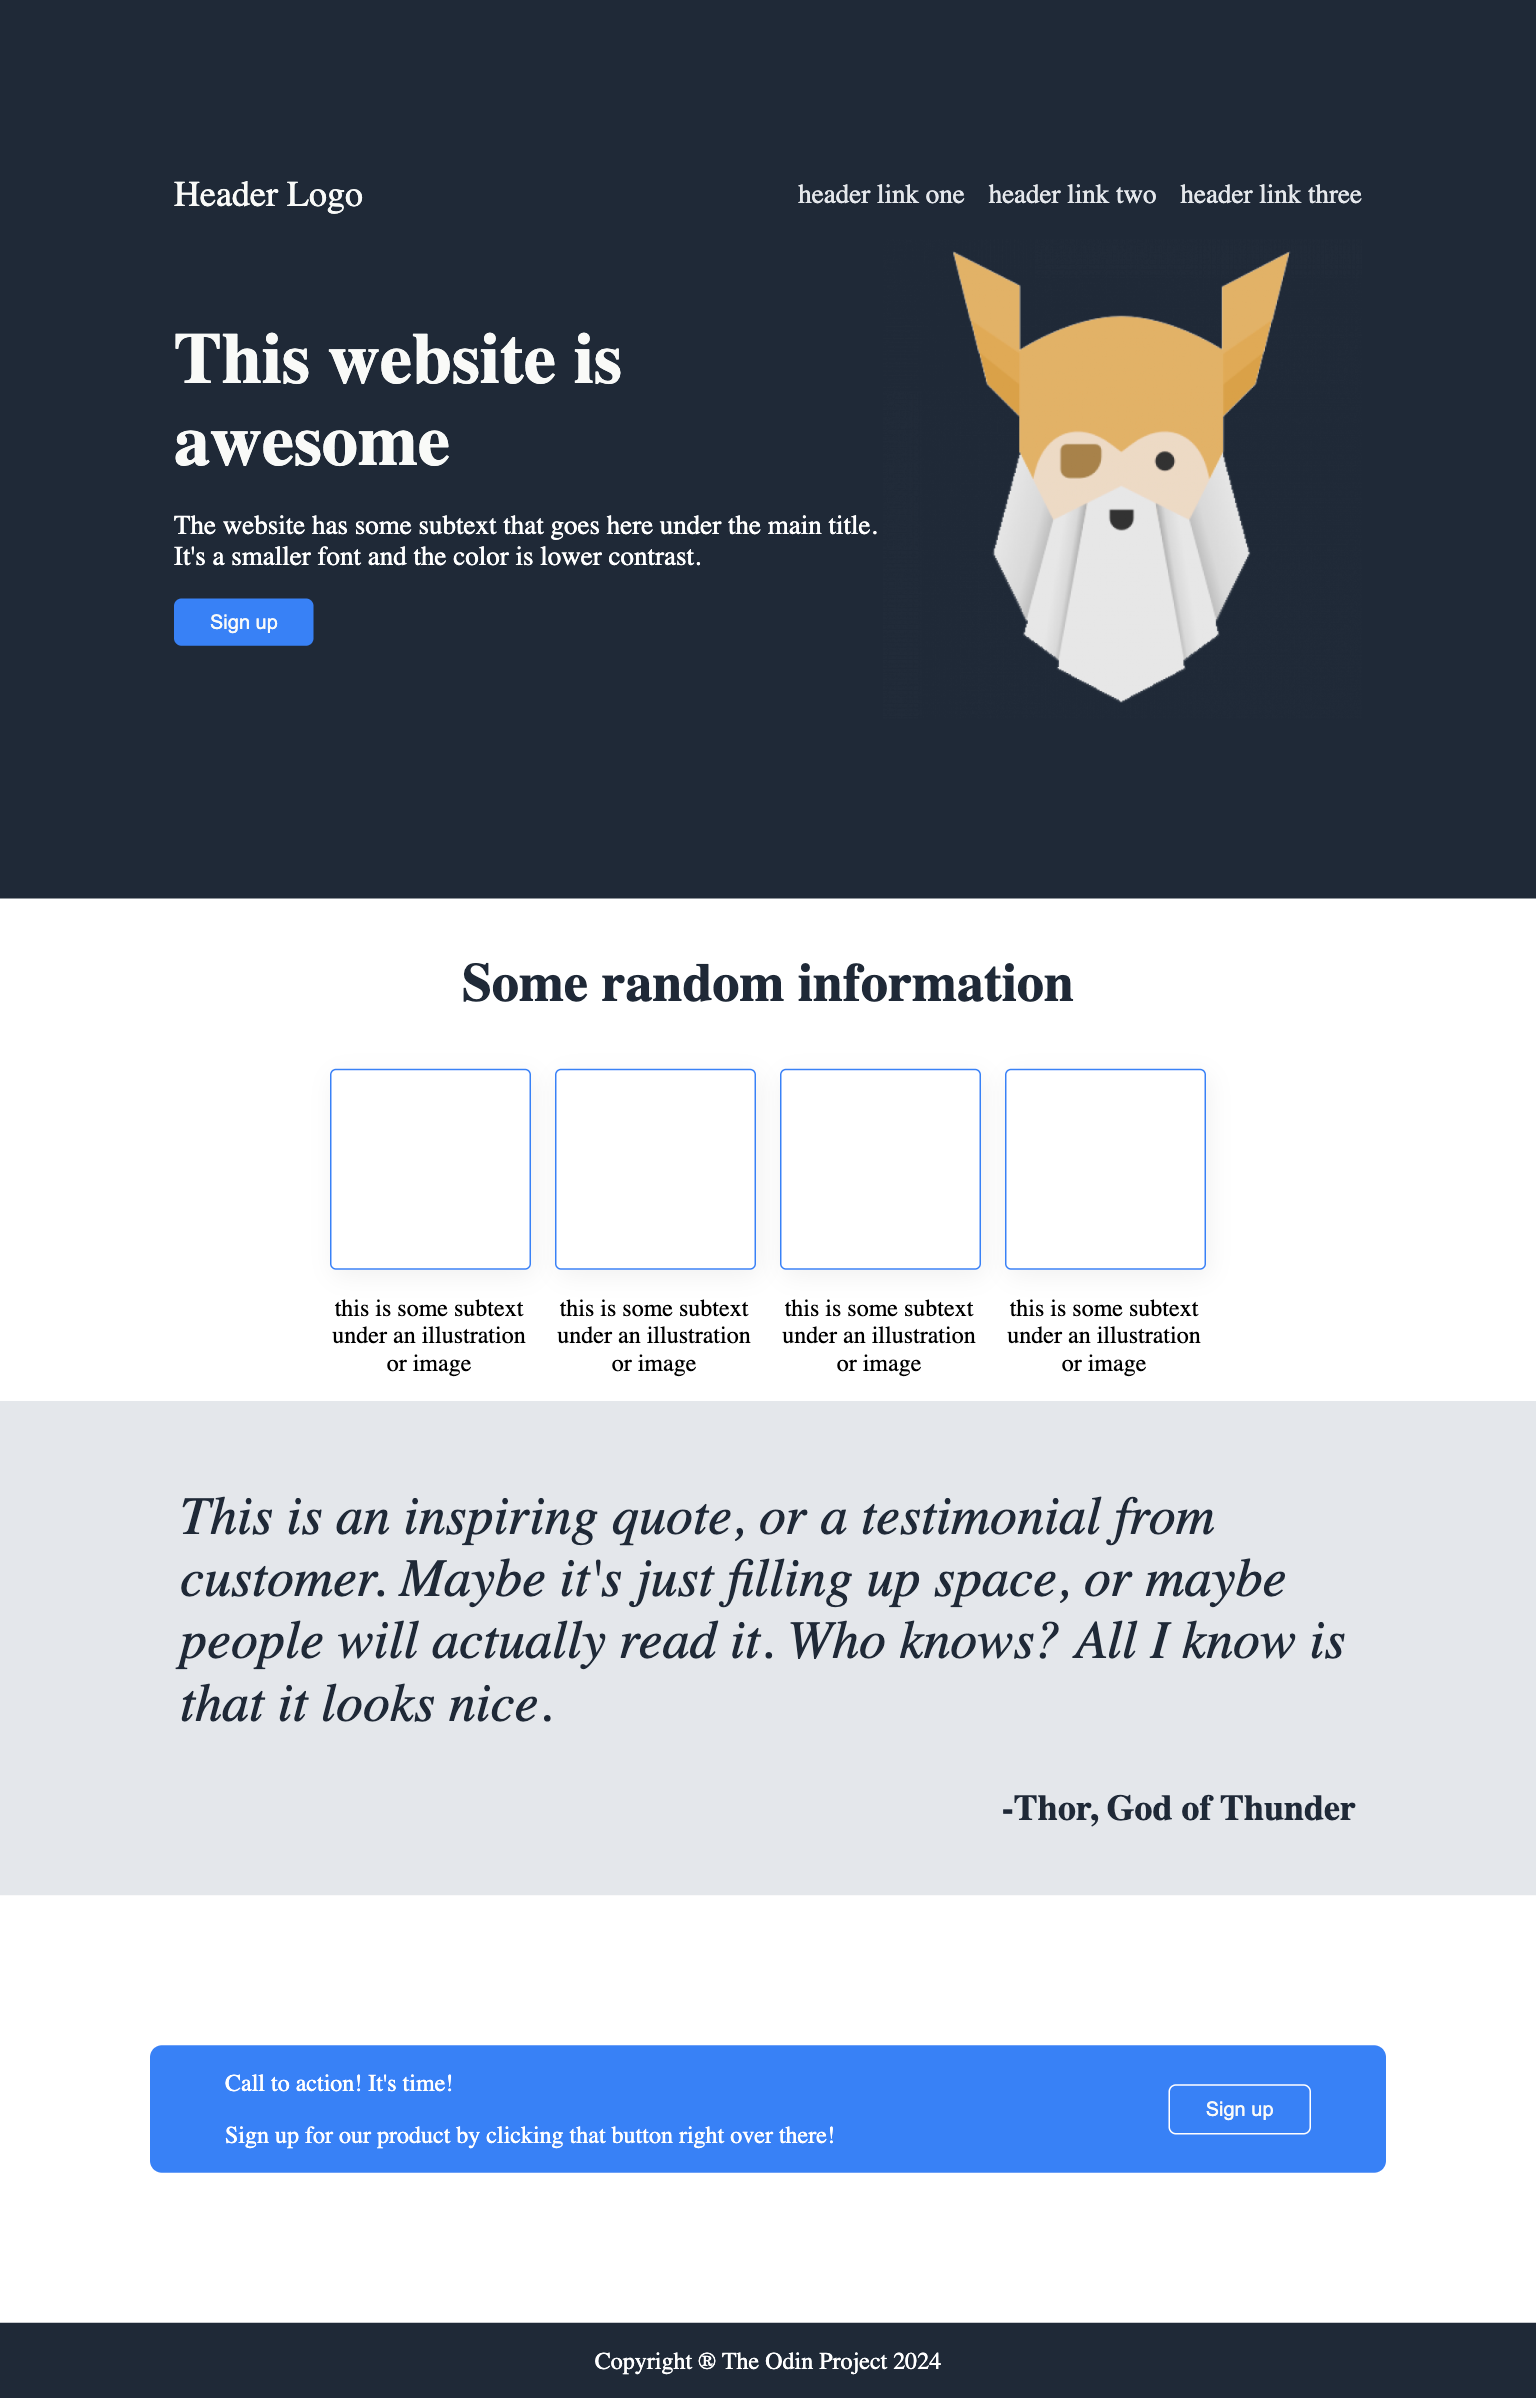 Header Logo
header link one header link two header link three
This website is
awesome
The website has some subtext that goes here under the main title.
It's a smaller font and the color is lower contrast.
Sign up
Some random information
this is some subtext
under an illustration
or image
this is some subtext
under an illustration
or image
this is some subtext
under an illustration
or image
this is some subtext
under an illustration
or image
This is an inspiring quote, or a testimonial from
customer. Maybe it's just filling up space, or maybe
people will actually read it. Who knows? All I know is
that it looks nice.
-Thor, God of Thunder
Call to action! It's time!
Sign up for our product by clicking that button right over there!
Sign up
Copyright ® The Odin Project 2024